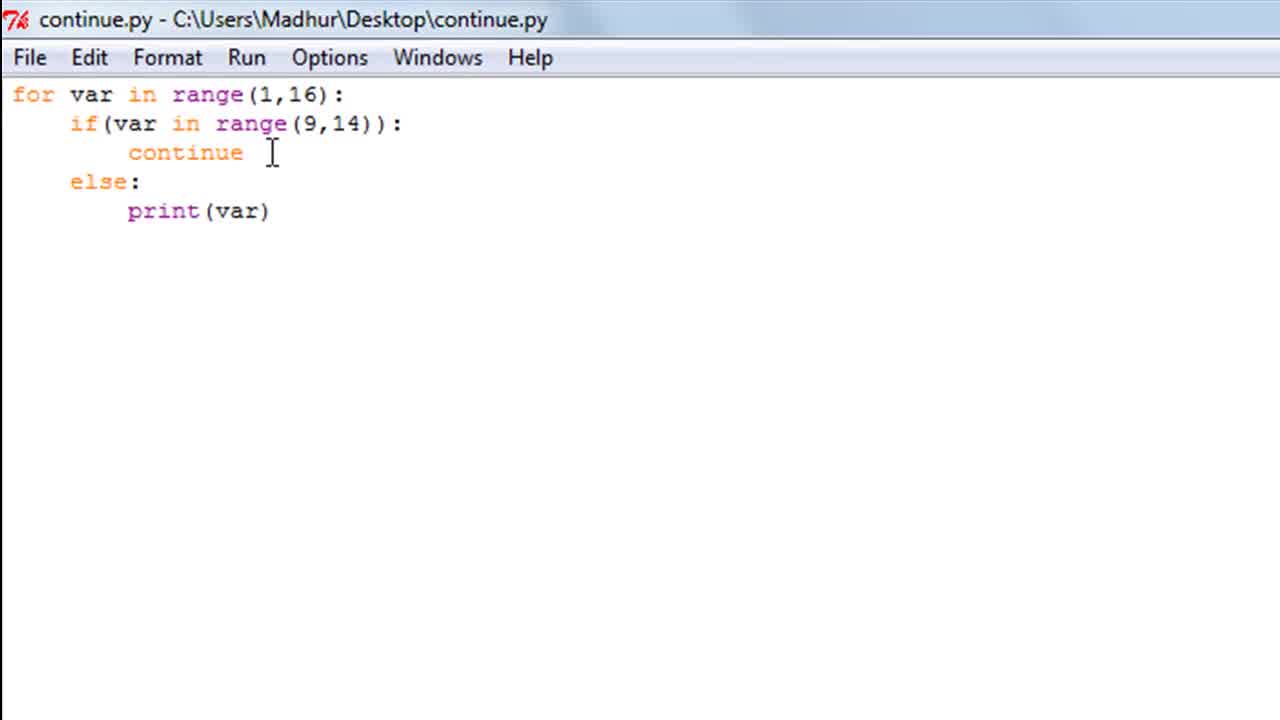 continue.py - C:\Users\Madhur\Desktop\continue.py
File Edit Format Run Options Windows Help
for var in range(1,16):
    if(var in range(9,14)):
        continue
    else:
        print(var)